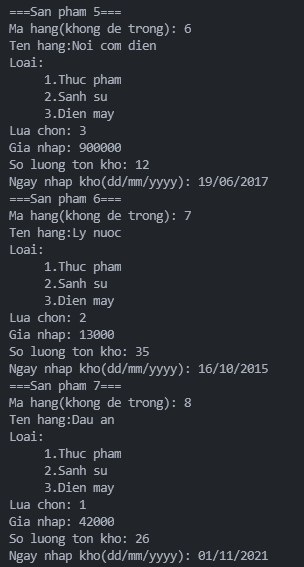 ===San pham 5===
Ma hang(khong de trong): 6
Ten hang:Noi com dien
Loai:
     1.Thuc pham
     2.Sanh su
     3.Dien may
Lua chon: 3
Gia nhap: 900000
So luong ton kho: 12
Ngay nhap kho(dd/mm/yyyy): 19/06/2017
===San pham 6===
Ma hang(khong de trong): 7
Ten hang:Ly nuoc
Loai:
     1.Thuc pham
     2.Sanh su
     3.Dien may
Lua chon: 2
Gia nhap: 13000
So luong ton kho: 35
Ngay nhap kho(dd/mm/yyyy): 16/10/2015
===San pham 7===
Ma hang(khong de trong): 8
Ten hang:Dau an
Loai:
     1.Thuc pham
     2.Sanh su
     3.Dien may
Lua chon: 1
Gia nhap: 42000
So luong ton kho: 26
Ngay nhap kho(dd/mm/yyyy): 01/11/2021